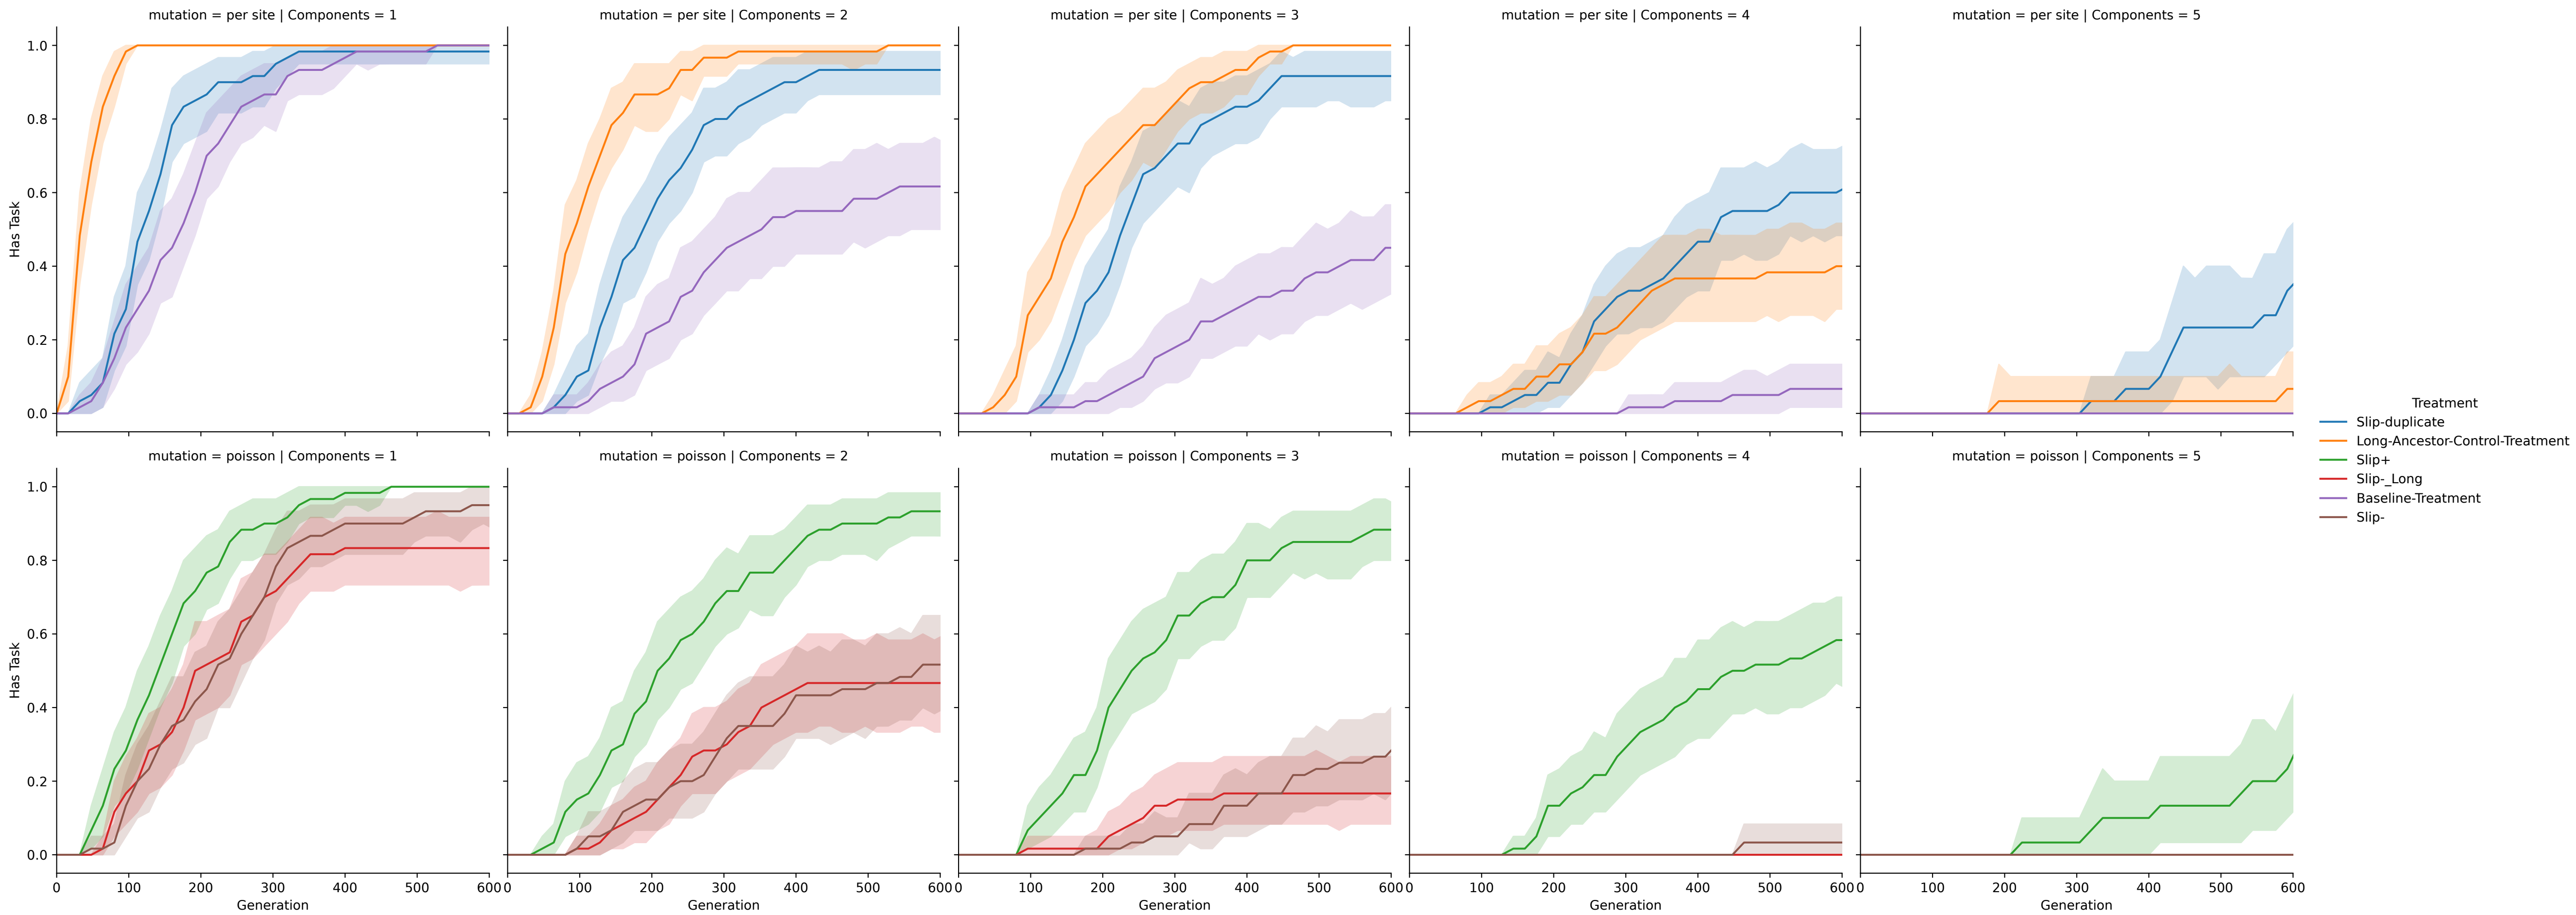 mutation = per site | Components = 1
mutation = per site | Components = 2
mutation = per site | Components = 3
mutation = per site | Components = 4
mutation = per site | Components = 5
1.0
0.8
0.6
0.4
0.2
0.0
Has Task
Treatment
Slip-duplicate
Long-Ancestor-Control-Treatment
Slip+
Slip-_Long
Baseline-Treatment
Slip-
mutation = poisson | Components = 1
mutation = poisson | Components = 2
mutation = poisson | Components = 3
mutation = poisson | Components = 4
mutation = poisson | Components = 5
1.0
0.8
0.6
0.4
0.2
0.0
Has Task
0 100 200 300 400 500 600
0 100 200 300 400 500 600
0 100 200 300 400 500 600
0 100 200 300 400 500 600
0 100 200 300 400 500 600
Generation
Generation
Generation
Generation
Generation